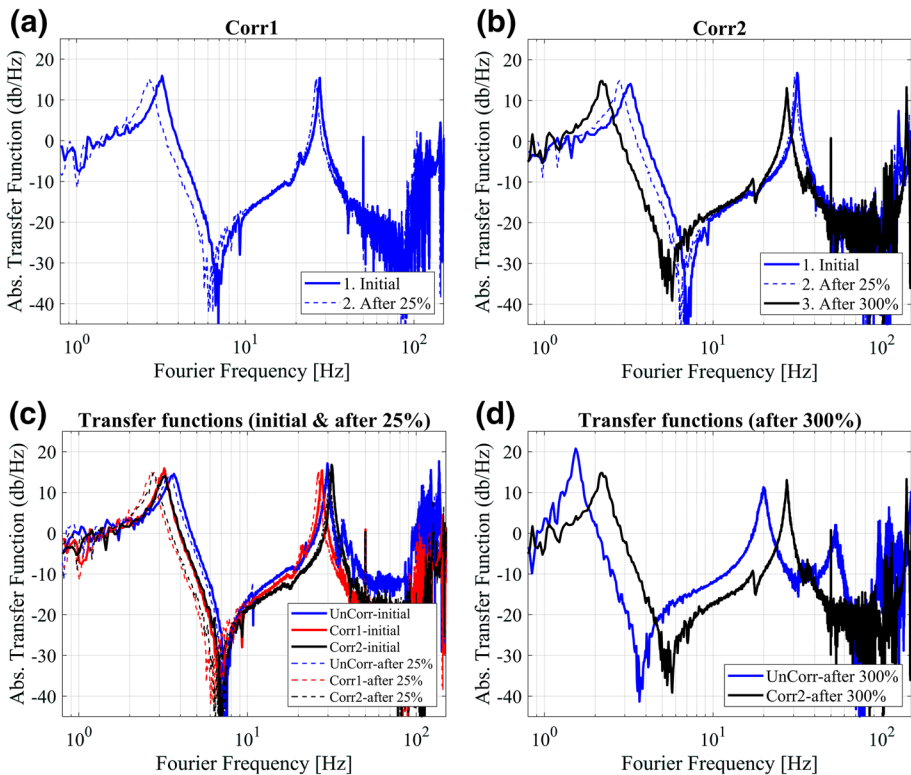 (a)
Corr1
Abs. Transfer Function (db/Hz)
20
10
0
-10
-20
-30
-40
10^0
10^1
10^2
Fourier Frequency [Hz]
1. Initial
2. After 25%
(b)
Corr2
Abs. Transfer Function (db/Hz)
20
10
0
-10
-20
-30
-40
10^0
10^1
10^2
Fourier Frequency [Hz]
1. Initial
2. After 25%
3. After 300%
(c)
Transfer functions (initial & after 25%)
Abs. Transfer Function (db/Hz)
20
10
0
-10
-20
-30
-40
10^0
10^1
10^2
Fourier Frequency [Hz]
UnCorr-initial
Corr1-initial
Corr2-initial
UnCorr-after 25%
Corr1-after 25%
Corr2-after 25%
(d)
Transfer functions (after 300%)
Abs. Transfer Function (db/Hz)
20
10
0
-10
-20
-30
-40
10^0
10^1
10^2
Fourier Frequency [Hz]
UnCorr-after 300%
Corr2-after 300%